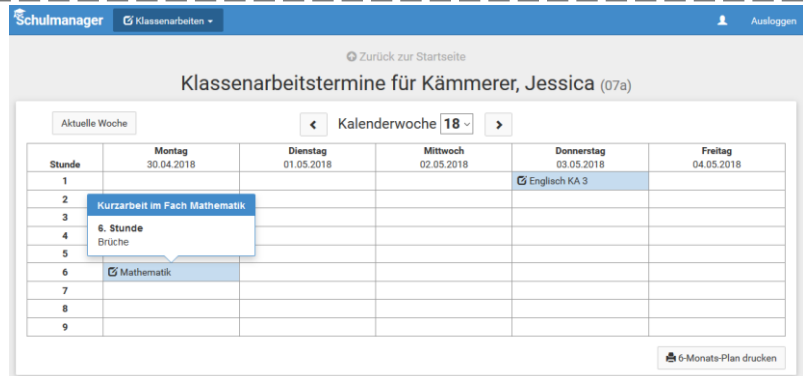 Schulmanager Klassenarbeiten Ausloggen
Zurück zur Startseite
Klassenarbeitstermine für Kämmerer, Jessica (07a)
Aktuelle Woche Kalenderwoche 18
Stunde Montag 30.04.2018 Dienstag 01.05.2018 Mittwoch 02.05.2018 Donnerstag 03.05.2018 Freitag 04.05.2018
1 Englisch KA 3
2
3
4
5
Kurzarbeit im Fach Mathematik
6. Stunde
Brüche
6 Mathematik
7
8
9
6-Monats-Plan drucken